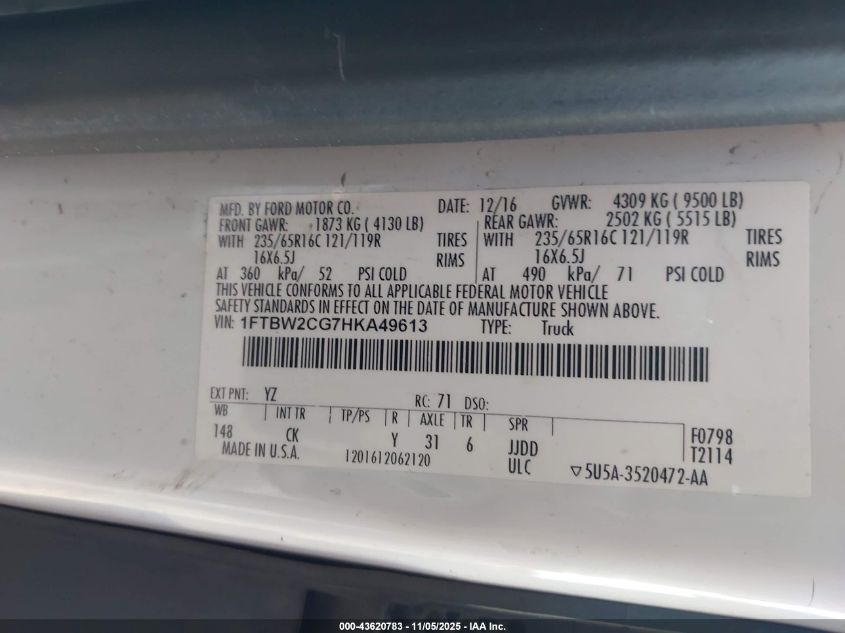 MFD. BY FORD MOTOR CO. DATE: 12/16 GVWR: 4309 KG ( 9500 LB)
FRONT GAWR: 1873 KG ( 4130 LB) REAR GAWR: 2502 KG ( 5515 LB)
WITH 235/65R16C 121/119R TIRES WITH 235/65R16C 121/119R TIRES
16X6.5J RIMS 16X6.5J RIMS
AT 360 kPa/ 52 PSI COLD AT 490 kPa/ 71 PSI COLD
THIS VEHICLE CONFORMS TO ALL APPLICABLE FEDERAL MOTOR VEHICLE
SAFETY STANDARDS IN EFFECT ON THE DATE OF MANUFACTURE SHOWN ABOVE.
VIN: 1FTBW2CG7HKA49613 TYPE: Truck
EXT PNT: YZ RC: 71 DSO:
WB INT TR TP/PS R AXLE TR SPR F0798
148 CK Y 31 6 JJDD T2114
MADE IN U.S.A. 1201612062120 ULC ▽5U5A-3520472-AA
000-43620783 - 11/05/2025 - IAA Inc.